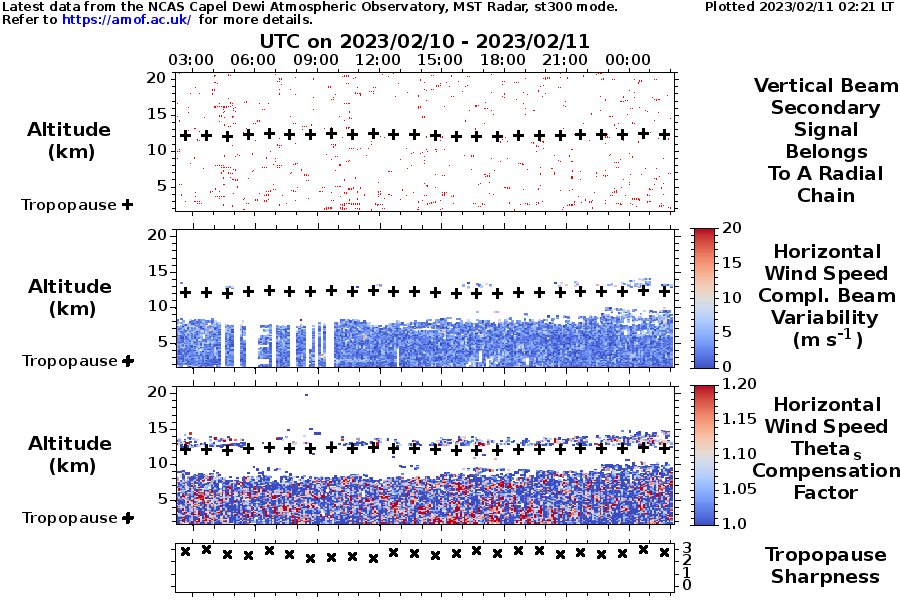 Latest data from the NCAS Capel Dewi Atmospheric Observatory, MST Radar, st300 mode.
Plotted 2023/02/11 02:21 LT
Refer to https://amof.ac.uk/ for more details.
UTC on 2023/02/10 - 2023/02/11
03:00 06:00 09:00 12:00 15:00 18:00 21:00 00:00
20
15
10
5
Altitude
(km)
Tropopause +
Vertical Beam
Secondary
Signal
Belongs
To A Radial
Chain
20
15
10
5
Altitude
(km)
Tropopause +
20
15
10
5
0
Horizontal
Wind Speed
Compl. Beam
Variability
(m s-1)
20
15
10
5
Altitude
(km)
Tropopause +
1.20
1.15
1.10
1.05
1.0
Horizontal
Wind Speed
Theta s
Compensation
Factor
3
2
1
0
Tropopause
Sharpness